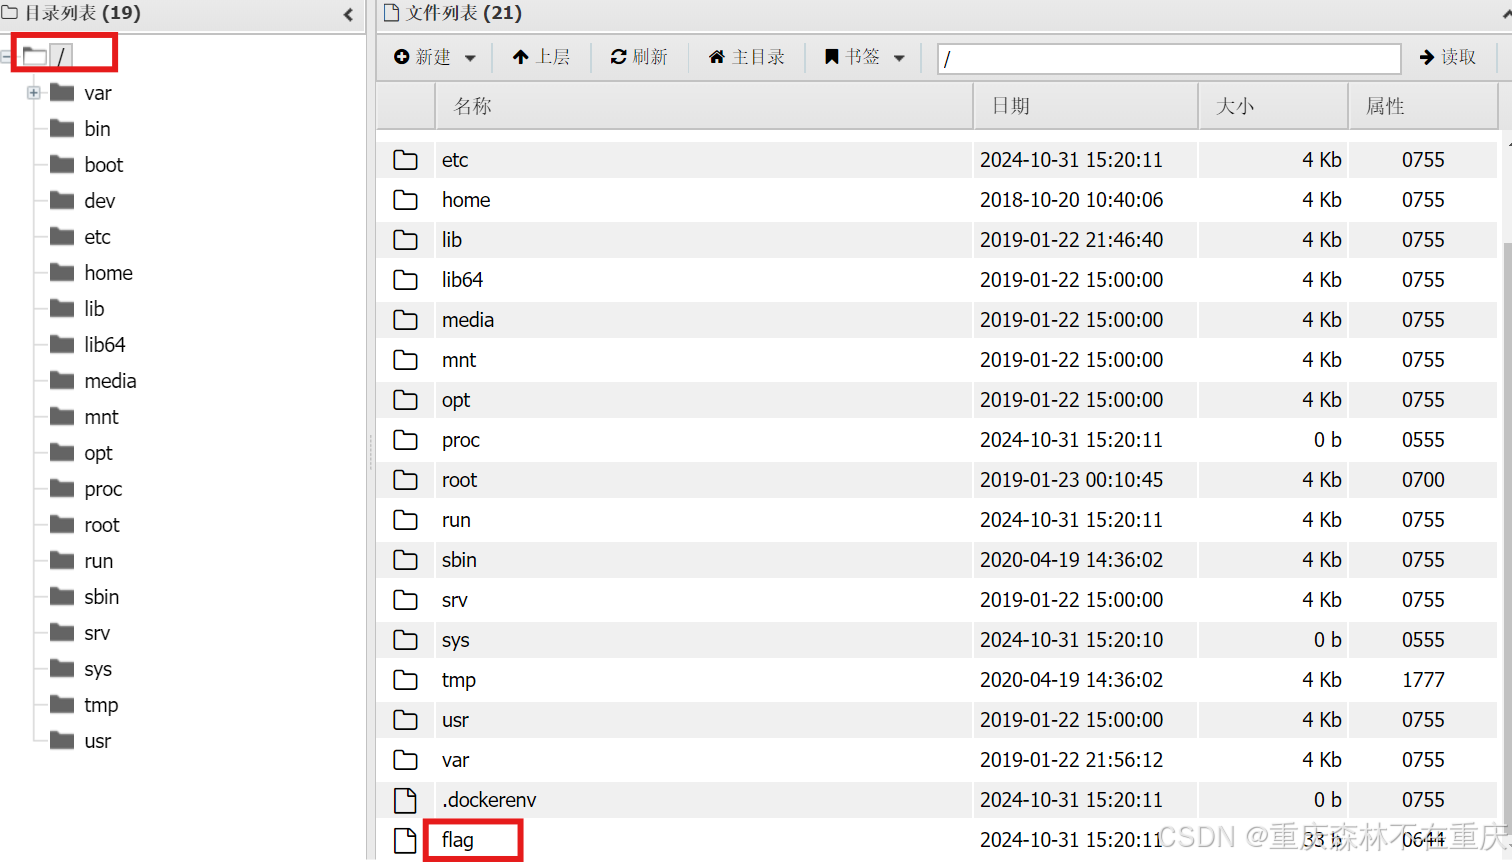 目录列表 (19)
/
var
bin
boot
dev
etc
home
lib
lib64
media
mnt
opt
proc
root
run
sbin
srv
sys
tmp
usr
文件列表 (21)
新建 上层 刷新 主目录 书签 / 读取
名称 日期 大小 属性
etc 2024-10-31 15:20:11 4 Kb 0755
home 2018-10-20 10:40:06 4 Kb 0755
lib 2019-01-22 21:46:40 4 Kb 0755
lib64 2019-01-22 15:00:00 4 Kb 0755
media 2019-01-22 15:00:00 4 Kb 0755
mnt 2019-01-22 15:00:00 4 Kb 0755
opt 2019-01-22 15:00:00 4 Kb 0755
proc 2024-10-31 15:20:11 0 b 0555
root 2019-01-23 00:10:45 4 Kb 0700
run 2024-10-31 15:20:11 4 Kb 0755
sbin 2020-04-19 14:36:02 4 Kb 0755
srv 2019-01-22 15:00:00 4 Kb 0755
sys 2024-10-31 15:20:10 0 b 0555
tmp 2020-04-19 14:36:02 4 Kb 1777
usr 2019-01-22 15:00:00 4 Kb 0755
var 2019-01-22 21:56:12 4 Kb 0755
.dockerenv 2024-10-31 15:20:11 0 b 0755
flag 2024-10-31 15:20:11 33 b 0644
CSDN @重庆森林不在重庆